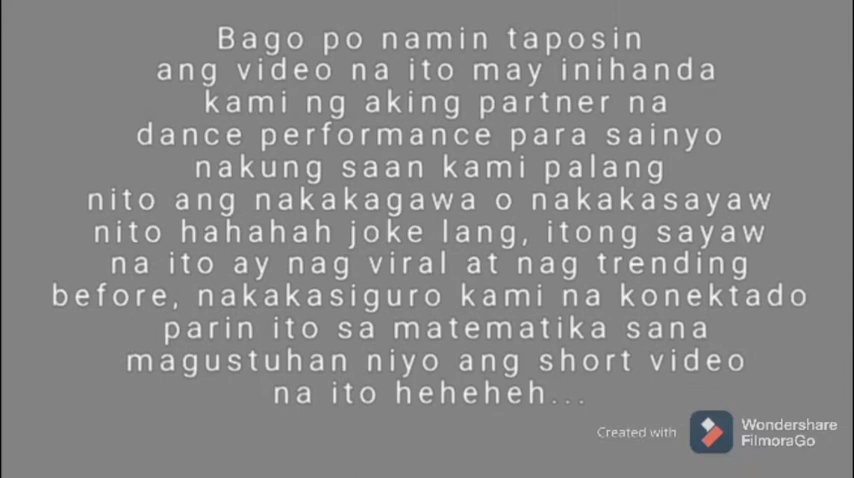 Bago po namin taposin
ang video na ito may inihanda
kami ng aking partner na
dance performance para sainyo
nakung saan kami palang
nito ang nakakagawa o nakakasayaw
nito hahahah joke lang, itong sayaw
na ito ay nag viral at nag trending
before, nakakasiguro kami na konektado
parin ito sa matematika sana
magustuhan niyo ang short video
na ito heheheh...
Created with
Wondershare
FilmoraGo